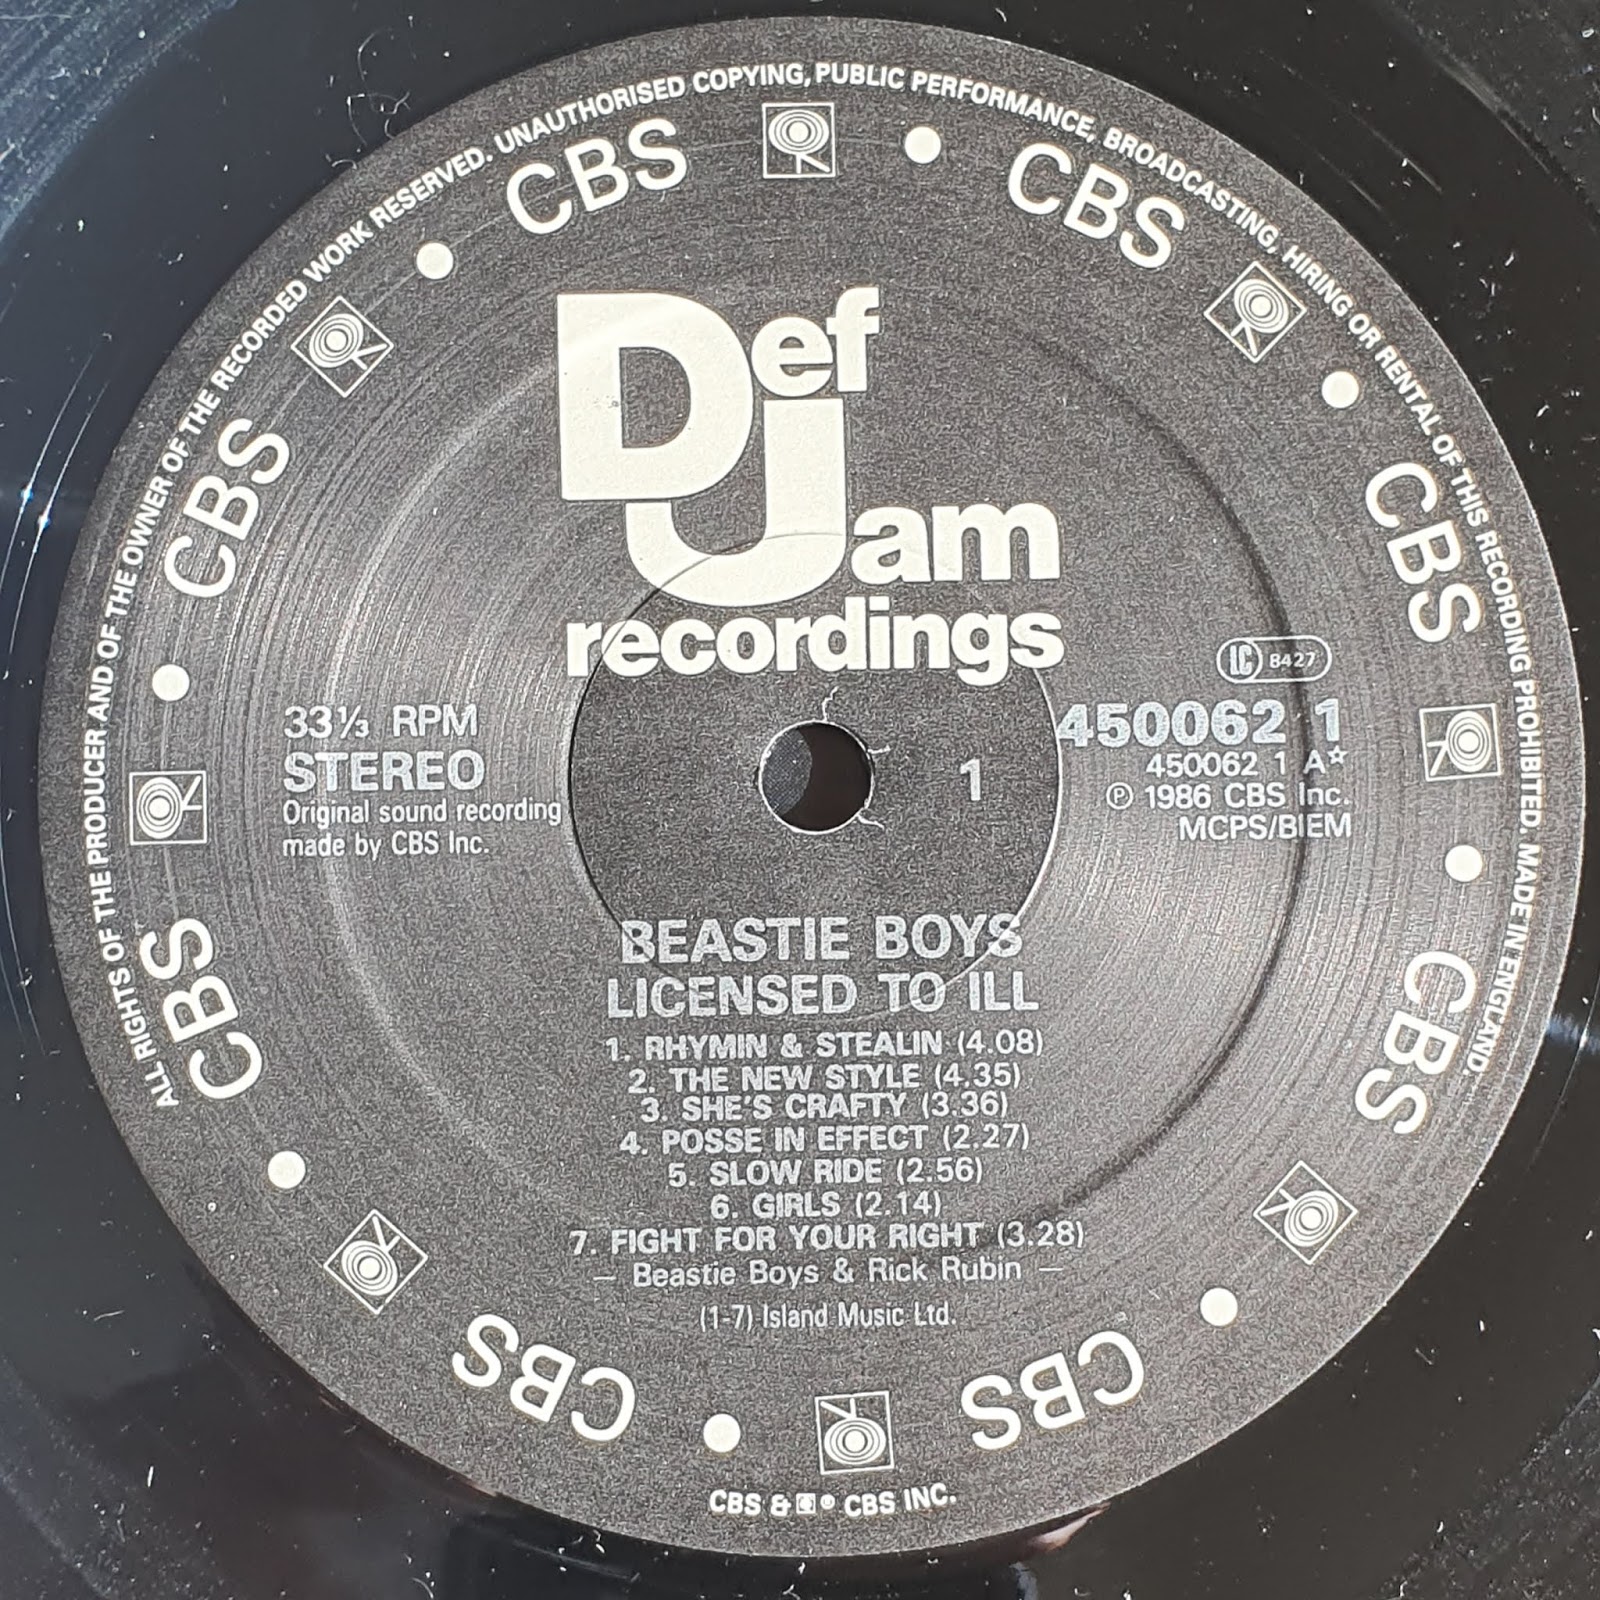 ALL RIGHTS OF THE PRODUCER AND OF THE OWNER OF THE RECORDED WORK RESERVED. UNAUTHORISED COPYING, PUBLIC PERFORMANCE, BROADCASTING, HIRING OR RENTAL OF THIS RECORDING PROHIBITED. MADE IN ENGLAND.
CBS
CBS
CBS
CBS
CBS
CBS
CBS
CBS
Def
Jam
recordings
LC 8427
33⅓ RPM
STEREO
Original sound recording
made by CBS Inc.
1
450062 1
450062 1 A☆
℗ 1986 CBS Inc.
MCPS/BIEM
BEASTIE BOYS
LICENSED TO ILL
1. RHYMIN & STEALIN (4.08)
2. THE NEW STYLE (4.35)
3. SHE'S CRAFTY (3.36)
4. POSSE IN EFFECT (2.27)
5. SLOW RIDE (2.56)
6. GIRLS (2.14)
7. FIGHT FOR YOUR RIGHT (3.28)
— Beastie Boys & Rick Rubin —
(1-7) Island Music Ltd.
CBS & ® CBS INC.